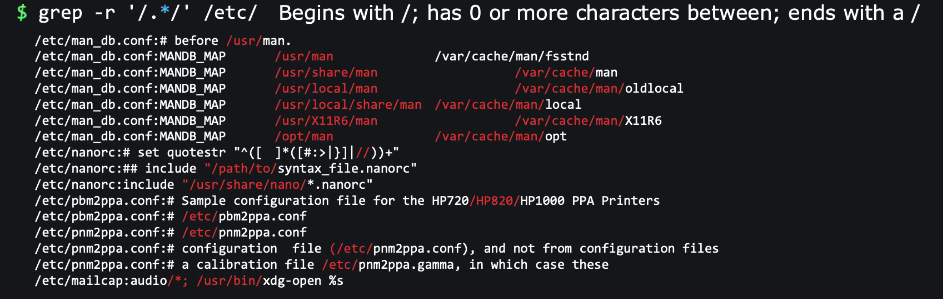 $ grep -r '/.*/' /etc/ Begins with /; has 0 or more characters between; ends with a /
/etc/man_db.conf:# before /usr/man.
/etc/man_db.conf:MANDB_MAP /usr/man /var/cache/man/fsstnd
/etc/man_db.conf:MANDB_MAP /usr/share/man /var/cache/man
/etc/man_db.conf:MANDB_MAP /usr/local/man /var/cache/man/oldlocal
/etc/man_db.conf:MANDB_MAP /usr/local/share/man /var/cache/man/local
/etc/man_db.conf:MANDB_MAP /usr/X11R6/man /var/cache/man/X11R6
/etc/man_db.conf:MANDB_MAP /opt/man /var/cache/man/opt
/etc/nanorc:# set quotestr "^([ ]*([#:>|}]|//))+"
/etc/nanorc:## include "/path/to/syntax_file.nanorc"
/etc/nanorc:include "/usr/share/nano/*.nanorc"
/etc/pbm2ppa.conf:# Sample configuration file for the HP720/HP820/HP1000 PPA Printers
/etc/pbm2ppa.conf:# /etc/pbm2ppa.conf
/etc/pnm2ppa.conf:# /etc/pnm2ppa.conf
/etc/pnm2ppa.conf:# configuration file (/etc/pnm2ppa.conf), and not from configuration files
/etc/pnm2ppa.conf:# a calibration file /etc/pnm2ppa.gamma, in which case these
/etc/mailcap:audio/*; /usr/bin/xdg-open %s